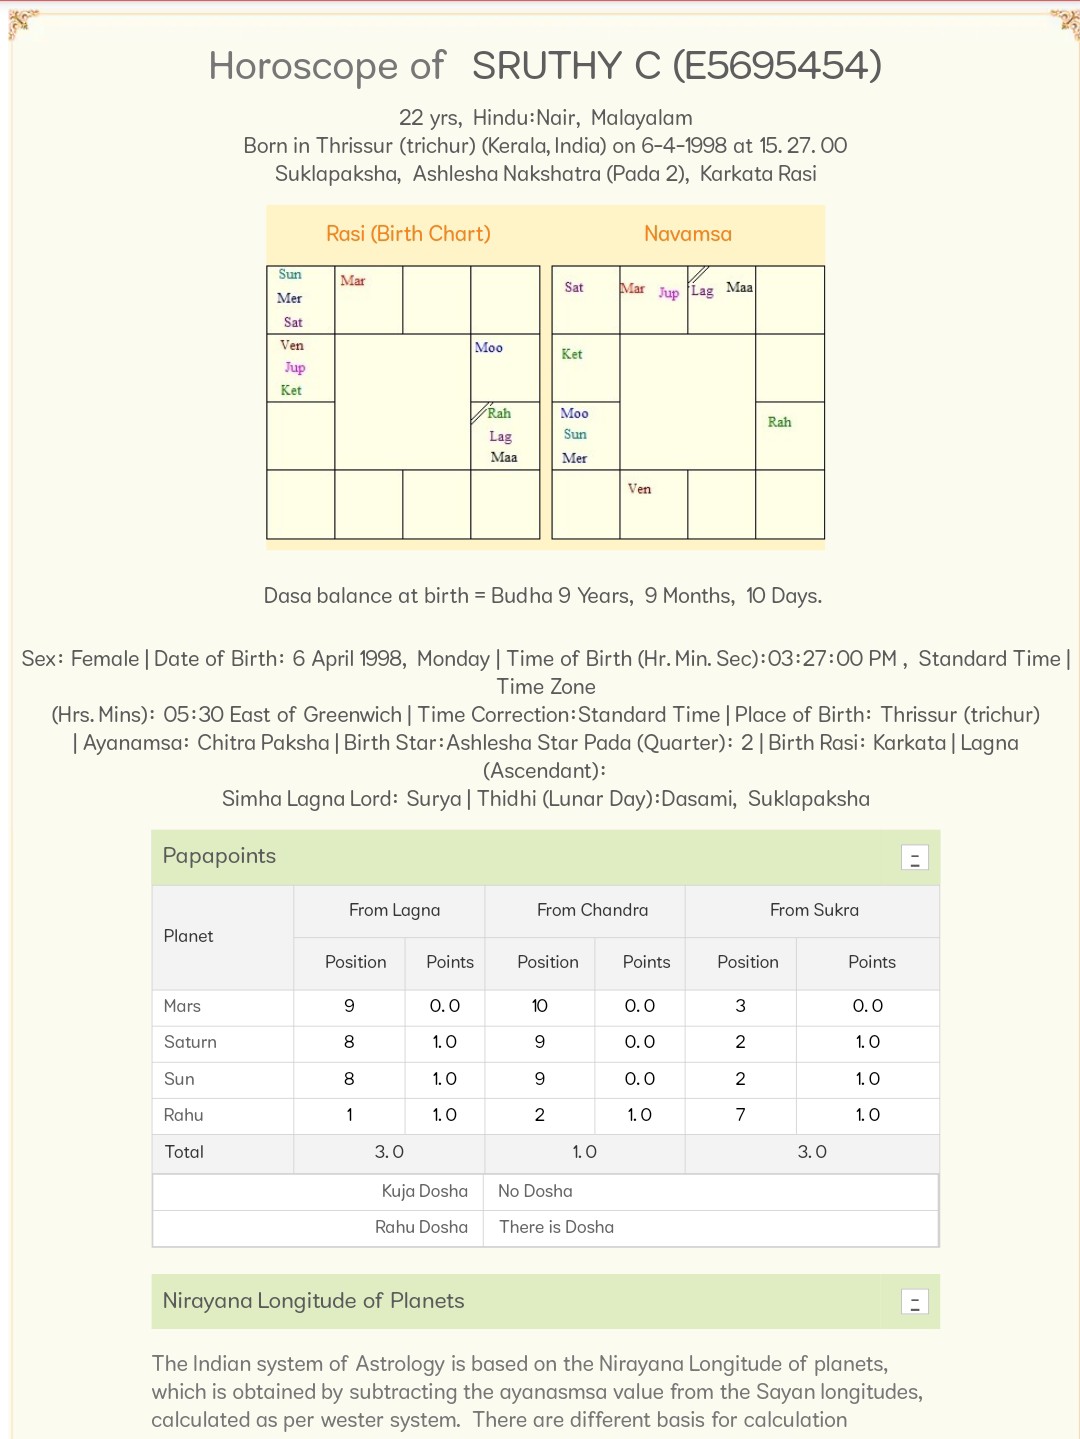 Horoscope of SRUTHY C (E5695454)
22 yrs, Hindu:Nair, Malayalam
Born in Thrissur (trichur) (Kerala, India) on 6-4-1998 at 15. 27. 00
Suklapaksha, Ashlesha Nakshatra (Pada 2), Karkata Rasi
Rasi (Birth Chart) Navamsa
Sun
Mer
Sat
Mar
Ven
Jup
Ket
Moo
Rah
Lag
Maa
Sat
Mar Jup
Lag Maa
Ket
Moo
Sun
Mer
Rah
Ven
Dasa balance at birth = Budha 9 Years, 9 Months, 10 Days.
Sex: Female | Date of Birth: 6 April 1998, Monday | Time of Birth (Hr. Min. Sec):03:27:00 PM , Standard Time |
Time Zone
(Hrs. Mins): 05:30 East of Greenwich | Time Correction:Standard Time | Place of Birth: Thrissur (trichur)
| Ayanamsa: Chitra Paksha | Birth Star:Ashlesha Star Pada (Quarter): 2 | Birth Rasi: Karkata | Lagna
(Ascendant):
Simha Lagna Lord: Surya | Thidhi (Lunar Day):Dasami, Suklapaksha
Papapoints -
Planet From Lagna From Chandra From Sukra
Position Points Position Points Position Points
Mars 9 0. 0 10 0. 0 3 0. 0
Saturn 8 1. 0 9 0. 0 2 1. 0
Sun 8 1. 0 9 0. 0 2 1. 0
Rahu 1 1. 0 2 1. 0 7 1. 0
Total 3. 0 1. 0 3. 0
Kuja Dosha No Dosha
Rahu Dosha There is Dosha
Nirayana Longitude of Planets -
The Indian system of Astrology is based on the Nirayana Longitude of planets,
which is obtained by subtracting the ayanasmsa value from the Sayan longitudes,
calculated as per wester system. There are different basis for calculation